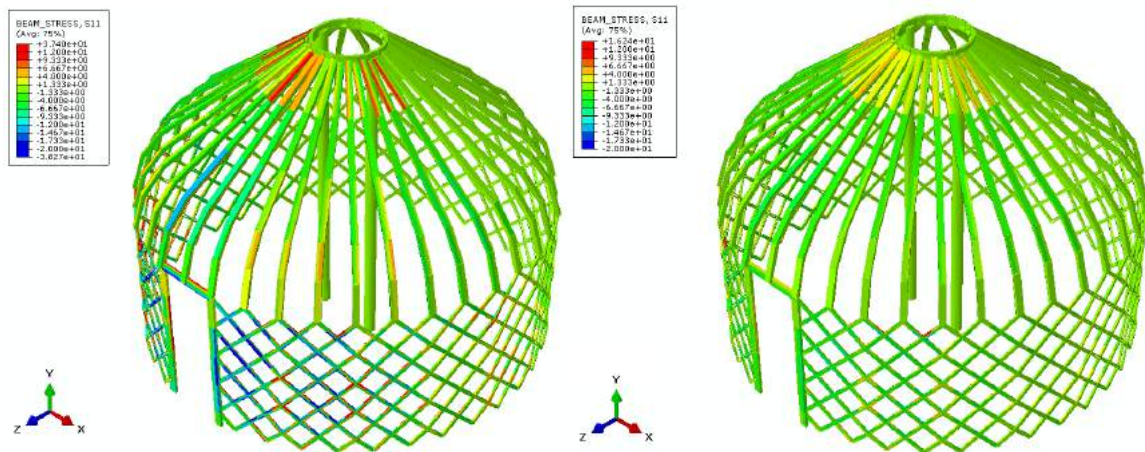 BEAM_STRESS, S11
(Avg: 75%)
+3.740e+01
+1.200e+01
+9.333e+00
+6.667e+00
+4.000e+00
+1.333e+00
-1.333e+00
-4.000e+00
-6.667e+00
-9.333e+00
-1.200e+01
-1.467e+01
-1.733e+01
-2.000e+01
-3.827e+01
Y
Z
X
BEAM_STRESS, S11
(Avg: 75%)
+1.624e+01
+1.200e+01
+9.333e+00
+6.667e+00
+4.000e+00
+1.333e+00
-1.333e+00
-4.000e+00
-6.667e+00
-9.333e+00
-1.200e+01
-1.467e+01
-1.733e+01
-2.000e+01
Y
Z
X